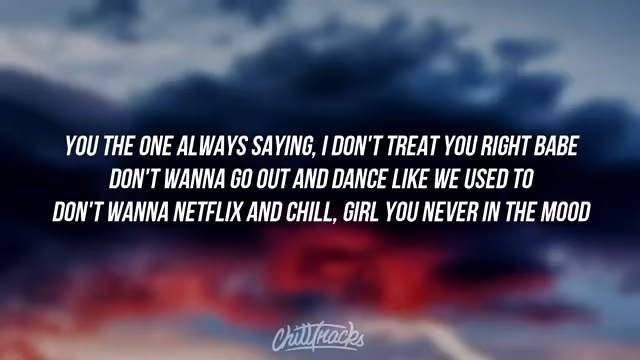 YOU THE ONE ALWAYS SAYING, I DON'T TREAT YOU RIGHT BABE
DON'T WANNA GO OUT AND DANCE LIKE WE USED TO
DON'T WANNA NETFLIX AND CHILL, GIRL YOU NEVER IN THE MOOD
ChillTracks